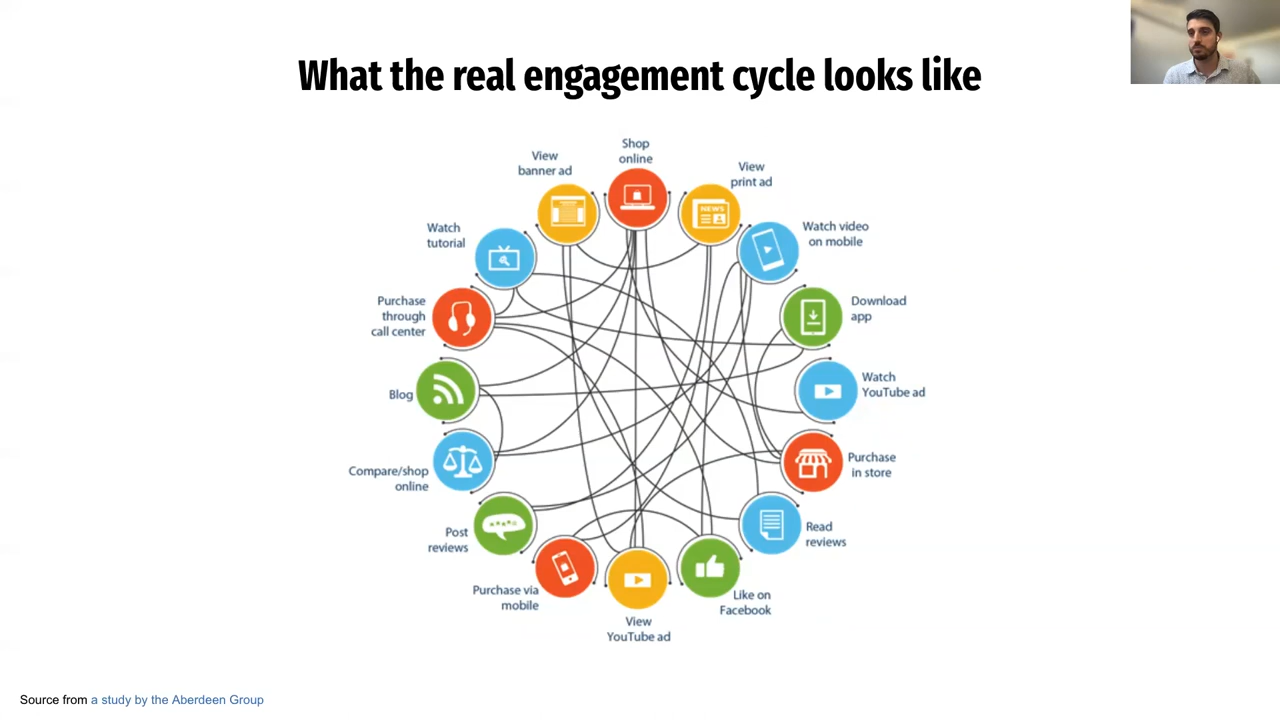 What the real engagement cycle looks like
Shop
online
View
banner ad
View
print ad
Watch
tutorial
Watch video
on mobile
Purchase
through
call center
Download
app
NEWS
Blog
Watch
YouTube ad
Compare/shop
online
Purchase
in store
Post
reviews
Read
reviews
Purchase via
mobile
Like on
Facebook
View
YouTube ad
Source from a study by the Aberdeen Group